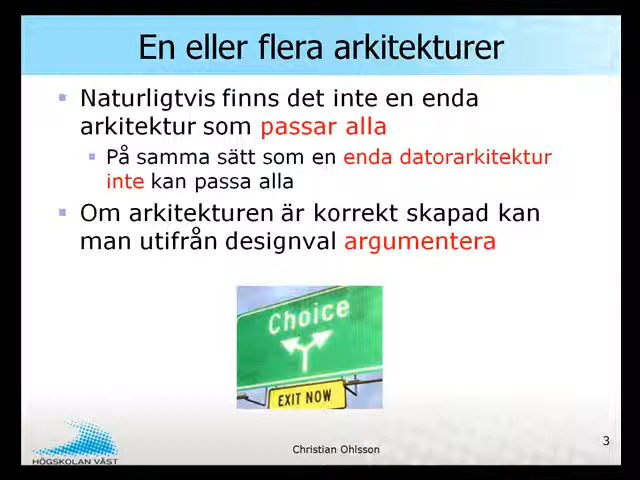 En eller flera arkitekturer
Naturligtvis finns det inte en enda
arkitektur som passar alla
På samma sätt som en enda datorarkitektur
inte kan passa alla
Om arkitekturen är korrekt skapad kan
man utifrån designval argumentera
Choice
EXIT NOW
HÖGSKOLAN VÄST
Christian Ohlsson
3